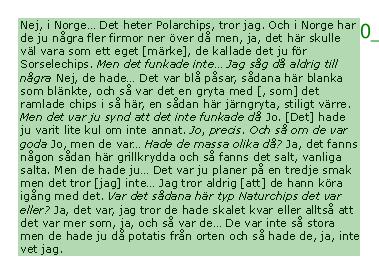 Nej, i Norge... Det heter Polarchips, tror jag. Och i Norge har
de ju några fler firmor ner över då men, ja, det här skulle
väl vara som ett eget [märke], de kallade det ju för
Sorselechips. Men det funkade inte... Jag såg då aldrig till
några Nej, de hade... Det var blå påsar, sådana här blanka
som blänkte, och så var det en gryta med [, som] det
ramlade chips i så här, en sådan här järngryta, stiligt värre.
Men det var ju synd att det inte funkade då Jo. [Det] hade
ju varit lite kul om inte annat. Jo, precis. Och så om de var
goda Jo, men de var... Hade de massa olika då? Ja, det fanns
någon sådan här grillkrydda och så fanns det salt, vanliga
salta. Men de hade ju... Det var ju planer på en tredje smak
men det tror [jag] inte... Jag tror aldrig [att] de hann köra
igång med det. Var det sådana här typ Naturchips det var
eller? Ja, det var, jag tror de hade skalet kvar eller alltså att
det var mer som, ja, och så var de... De var inte så stora
men de hade ju då potatis från orten och så hade de, ja, inte
vet jag.
0_